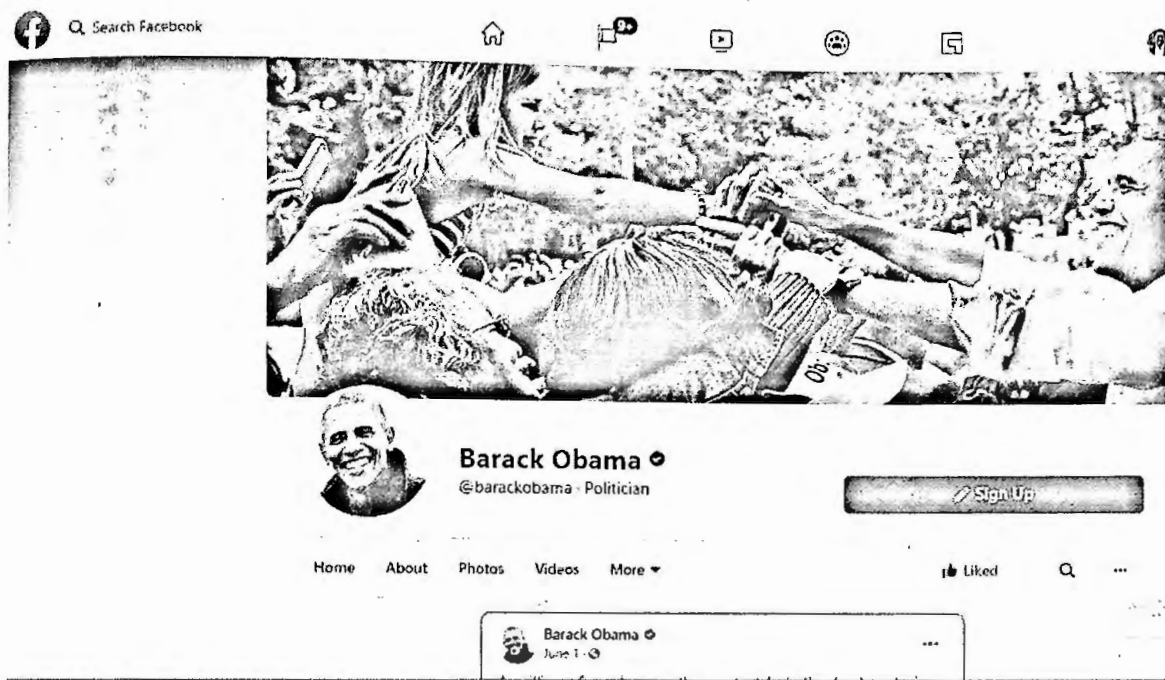 Search Facebook
9+
Ob
Barack Obama
@barackobama · Politician
Sign Up
Home About Photos Videos More
Liked
Barack Obama
June 1 ·